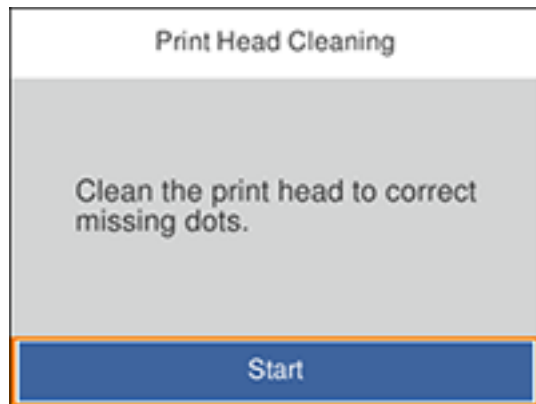 Print Head Cleaning
Clean the print head to correct
missing dots.
Start